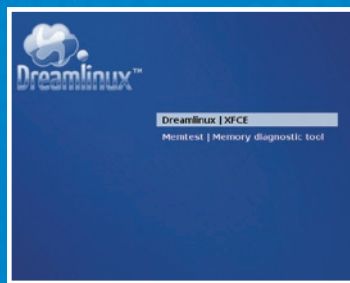 Dreamlinux™
Dreamlinux | XFCE
Memtest | Memory diagnostic tool